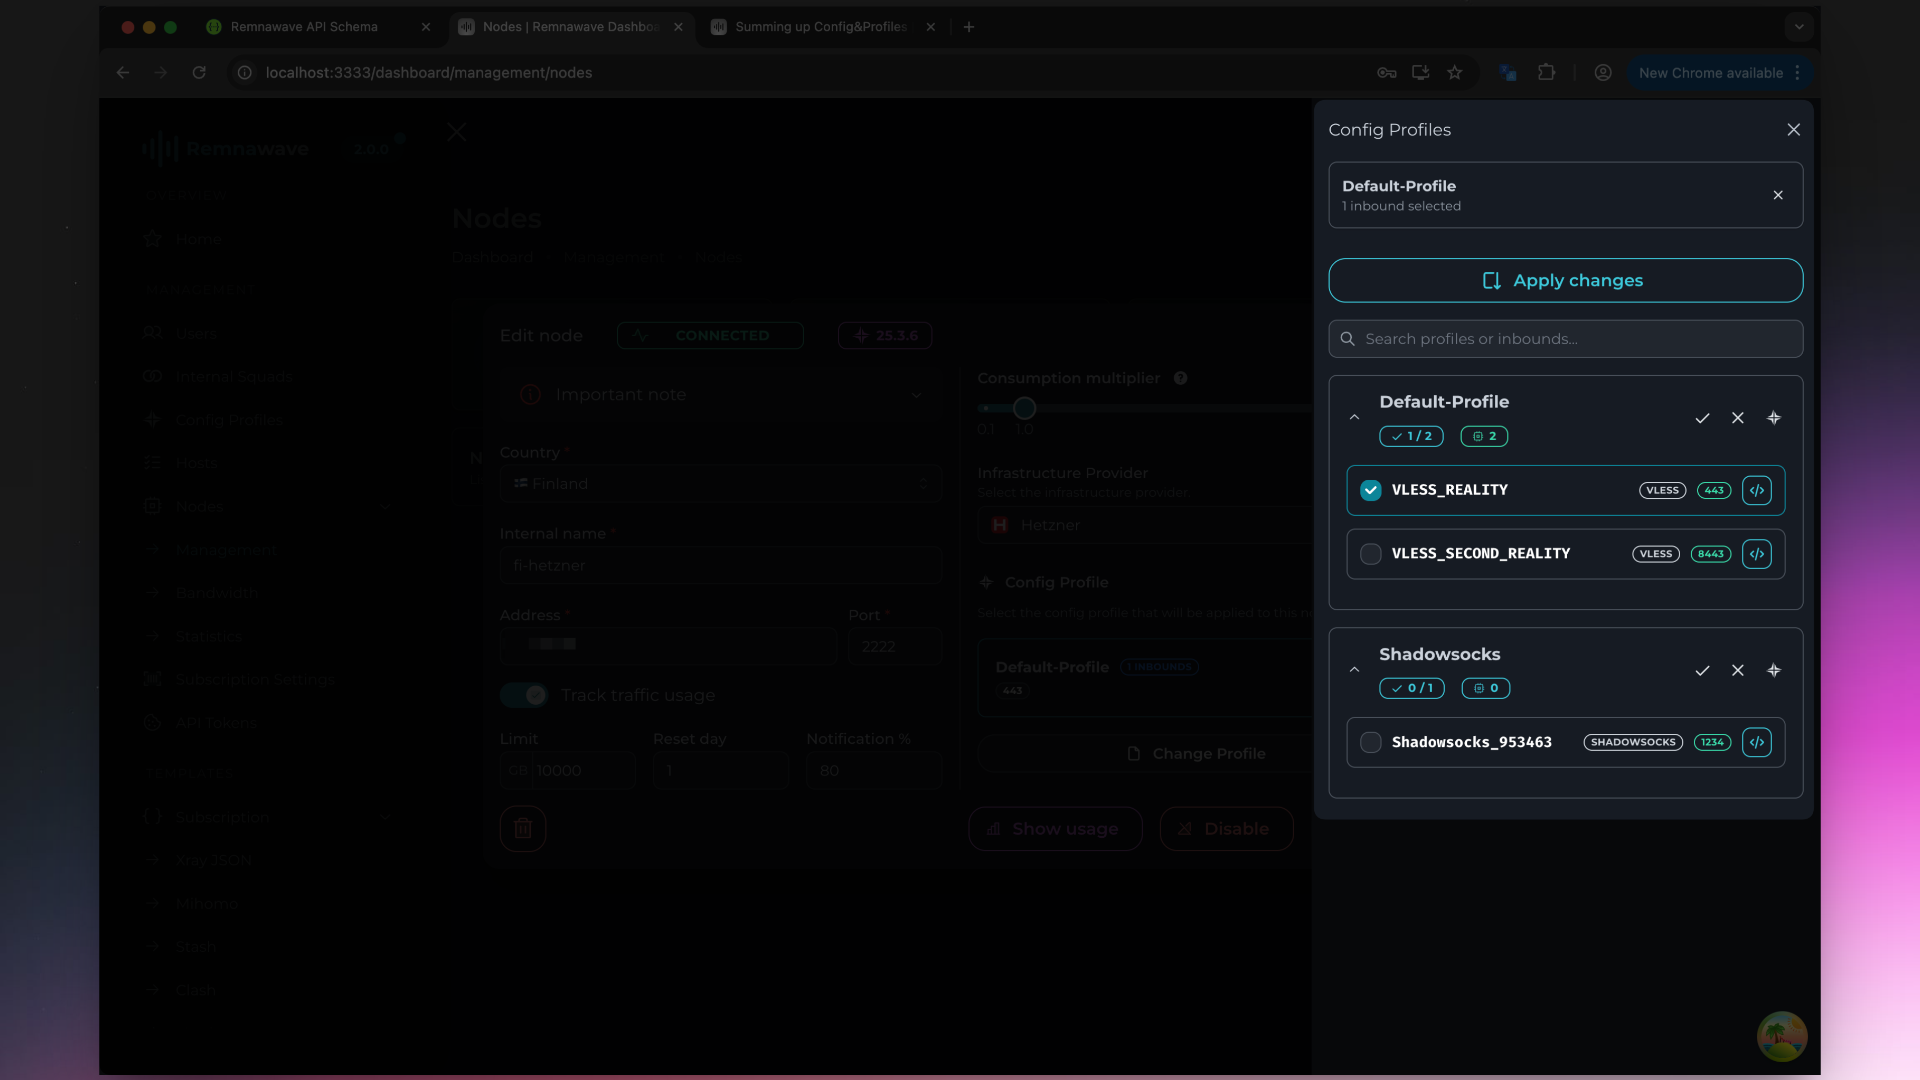 Remnawave API Schema
Nodes | Remnawave Dashboa
Summing up Config&Profiles
localhost:3333/dashboard/management/nodes
New Chrome available
Remnawave
2.0.0
OVERVIEW
Home
MANAGEMENT
Users
Internal Squads
Config Profiles
Hosts
Nodes
Management
Bandwidth
Statistics
Subscription Settings
API Tokens
TEMPLATES
Subscription
Xray JSON
Mihomo
Stash
Clash
Nodes
Dashboard
Management
Nodes
Edit node
CONNECTED
25.3.6
Important note
Country *
Finland
Internal name *
fi-hetzner
Address *
Port *
2222
Track traffic usage
Limit
Reset day
Notification %
GB
10000
1
80
Consumption multiplier
0.1
1.0
Infrastructure Provider
Select the infrastructure provider.
H
Hetzner
Config Profile
Select the config profile that will be applied to this
Default-Profile
1 INBOUNDS
443
Change Profile
Show usage
Disable
Config Profiles
Default-Profile
1 inbound selected
Apply changes
Search profiles or inbounds...
Default-Profile
1 / 2
2
VLESS_REALITY
VLESS
443
VLESS_SECOND_REALITY
VLESS
8443
Shadowsocks
0 / 1
0
Shadowsocks_953463
SHADOWSOCKS
1234